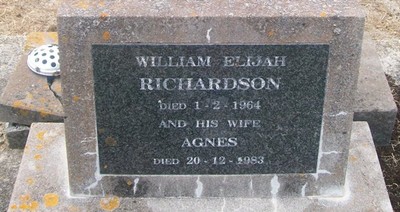 WILLIAM ELIJAH
RICHARDSON
DIED 1-2-1964
AND HIS WIFE
AGNES
DIED 20-12-1983